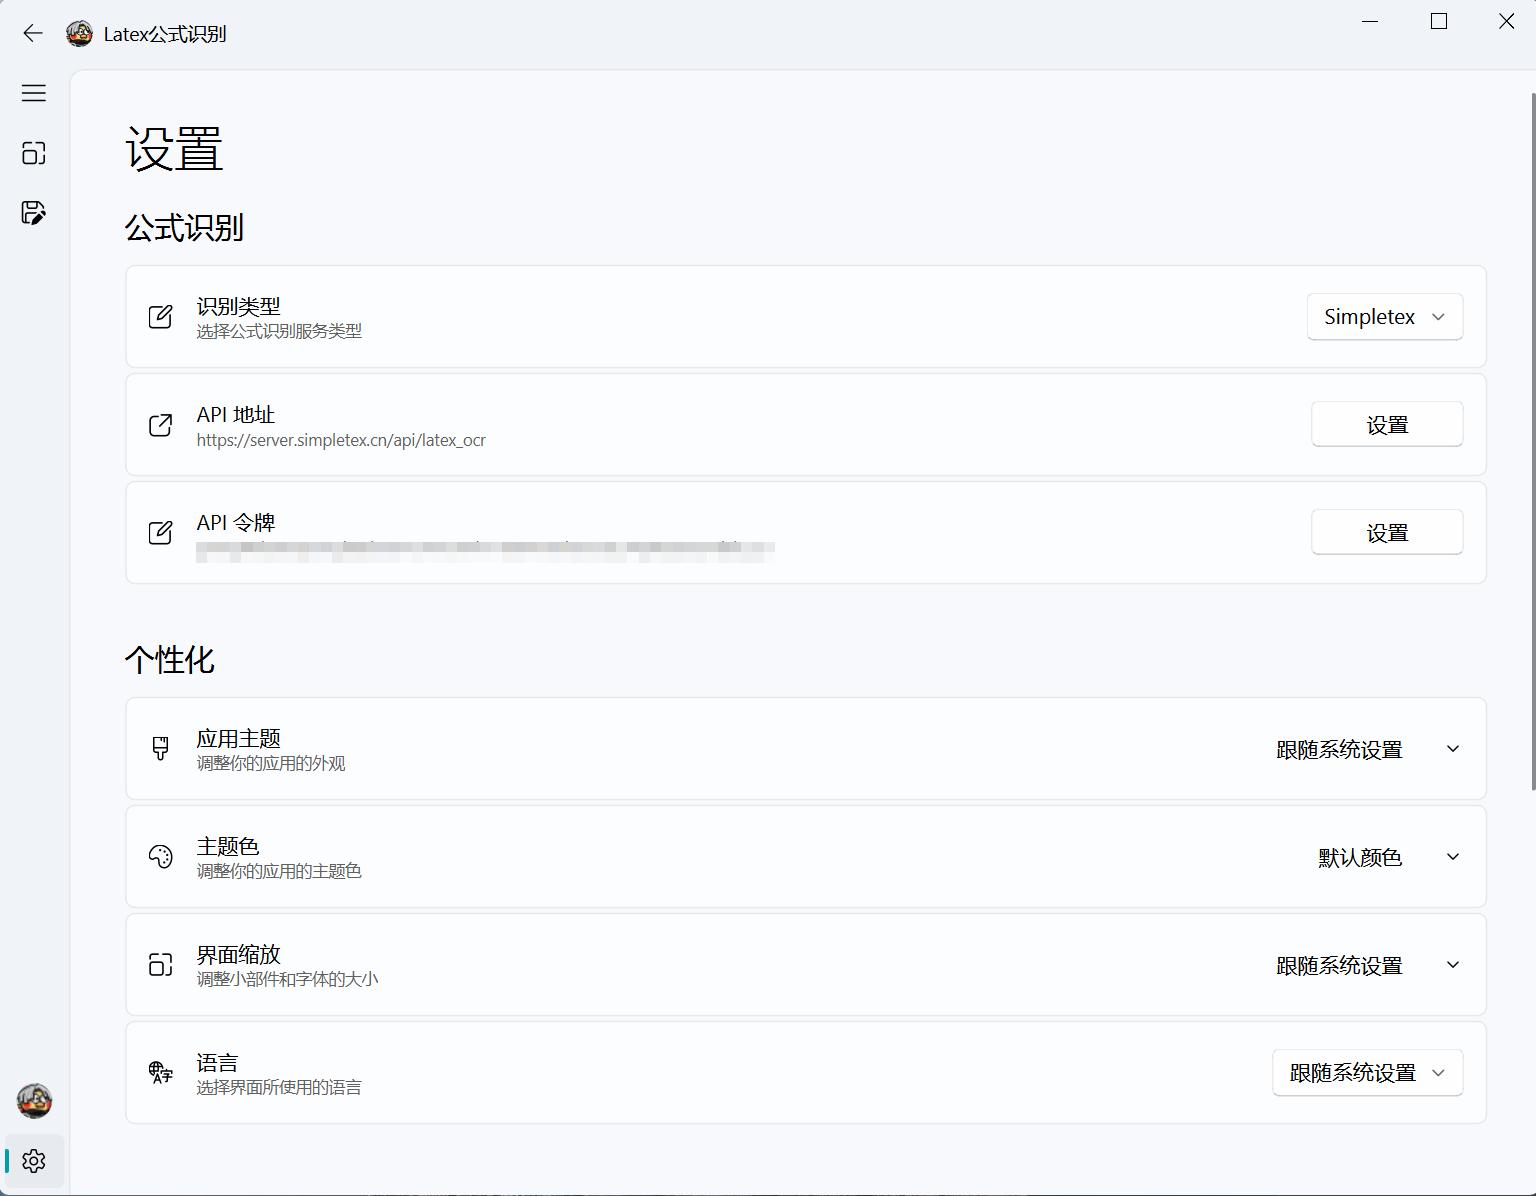 Latex公式识别
设置
公式识别
识别类型
选择公式识别服务类型
Simpletex
API 地址
https://server.simpletex.cn/api/latex_ocr
设置
API 令牌
设置
个性化
应用主题
调整你的应用的外观
跟随系统设置
主题色
调整你的应用的主题色
默认颜色
界面缩放
调整小部件和字体的大小
跟随系统设置
语言
选择界面所使用的语言
跟随系统设置